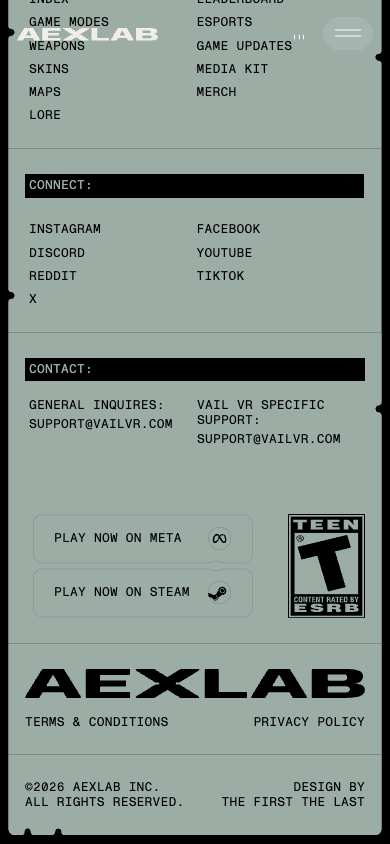 INDEX
LEADERBOARD
GAME MODES
ESPORTS
AEXLAB
WEAPONS
GAME UPDATES
SKINS
MEDIA KIT
MAPS
MERCH
LORE
CONNECT:
INSTAGRAM
FACEBOOK
DISCORD
YOUTUBE
REDDIT
TIKTOK
X
CONTACT:
GENERAL INQUIRES:
SUPPORT@VAILVR.COM
VAIL VR SPECIFIC
SUPPORT:
SUPPORT@VAILVR.COM
PLAY NOW ON META
PLAY NOW ON STEAM
TEEN
T
®
CONTENT RATED BY
ESRB
AEXLAB
TERMS & CONDITIONS
PRIVACY POLICY
©2026 AEXLAB INC.
ALL RIGHTS RESERVED.
DESIGN BY
THE FIRST THE LAST